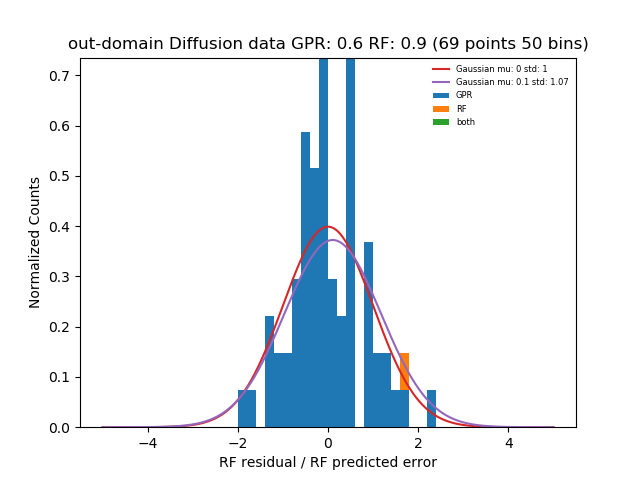 out-domain Diffusion data GPR: 0.6 RF: 0.9 (69 points 50 bins)
Gaussian mu: 0 std: 1
Gaussian mu: 0.1 std: 1.07
GPR
RF
both
Normalized Counts
0.7
0.6
0.5
0.4
0.3
0.2
0.1
0.0
−4 −2 0 2 4
RF residual / RF predicted error